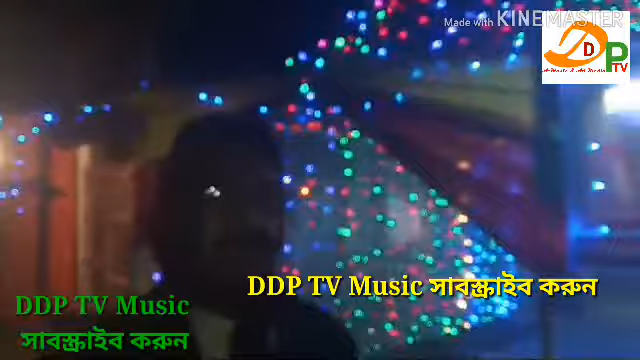 Made with KINEMASTER
DDP
TV
DDP TV Music সাবস্ক্রাইব করুন
DDP TV Music
সাবস্ক্রাইব করুন